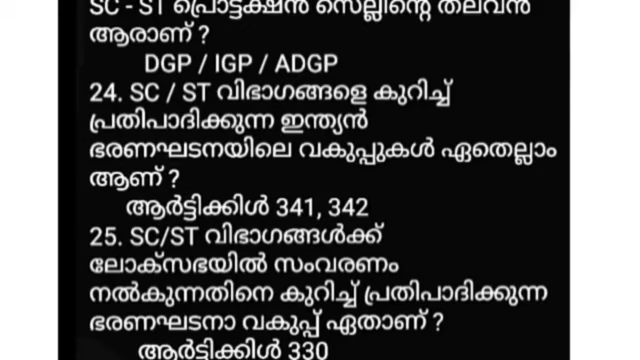 SC - ST പ്രൊട്ടക്ഷൻ സെല്ലിന്റെ തലവൻ
ആരാണ് ?
DGP / IGP / ADGP
24. SC / ST വിഭാഗങ്ങളെ കുറിച്ച്
പ്രതിപാദിക്കുന്ന ഇന്ത്യൻ
ഭരണഘടനയിലെ വകുപ്പുകൾ ഏതെല്ലാം
ആണ് ?
ആർട്ടിക്കിൾ 341, 342
25. SC/ST വിഭാഗങ്ങൾക്ക്
ലോക്സഭയിൽ സംവരണം
നൽകുന്നതിനെ കുറിച്ച് പ്രതിപാദിക്കുന്ന
ഭരണഘടനാ വകുപ്പ് ഏതാണ് ?
ആർട്ടിക്കിൾ 330